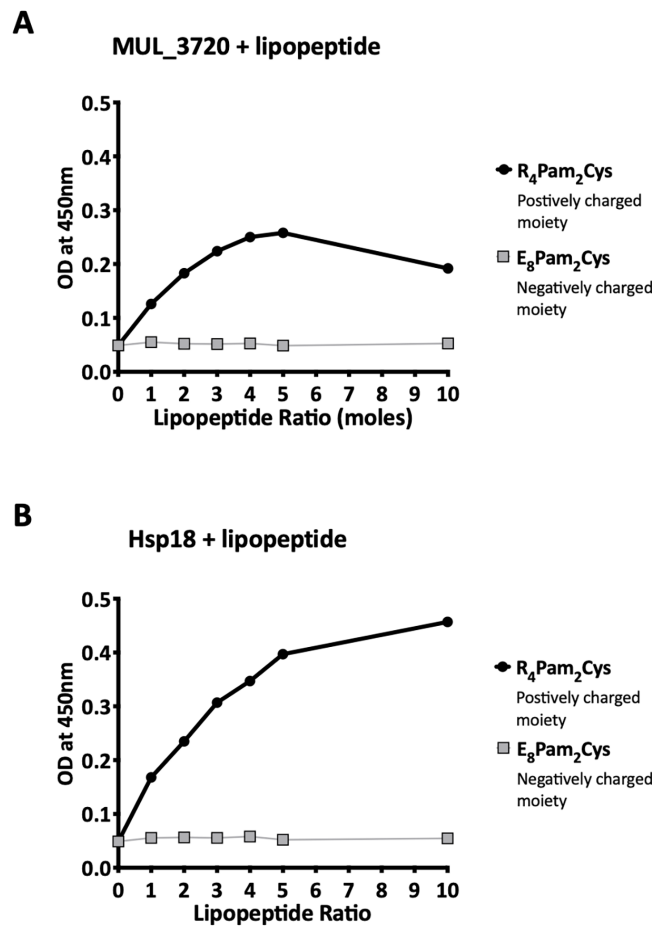 A
MUL_3720 + lipopeptide
OD at 450nm
0.5
0.4
0.3
0.2
0.1
0.0
0 1 2 3 4 5 6 7 8 9 10
Lipopeptide Ratio (moles)
R₄Pam₂Cys
Postively charged
moiety
E₈Pam₂Cys
Negatively charged
moiety
B
Hsp18 + lipopeptide
OD at 450nm
0.5
0.4
0.3
0.2
0.1
0.0
0 1 2 3 4 5 6 7 8 9 10
Lipopeptide Ratio
R₄Pam₂Cys
Postively charged
moiety
E₈Pam₂Cys
Negatively charged
moiety